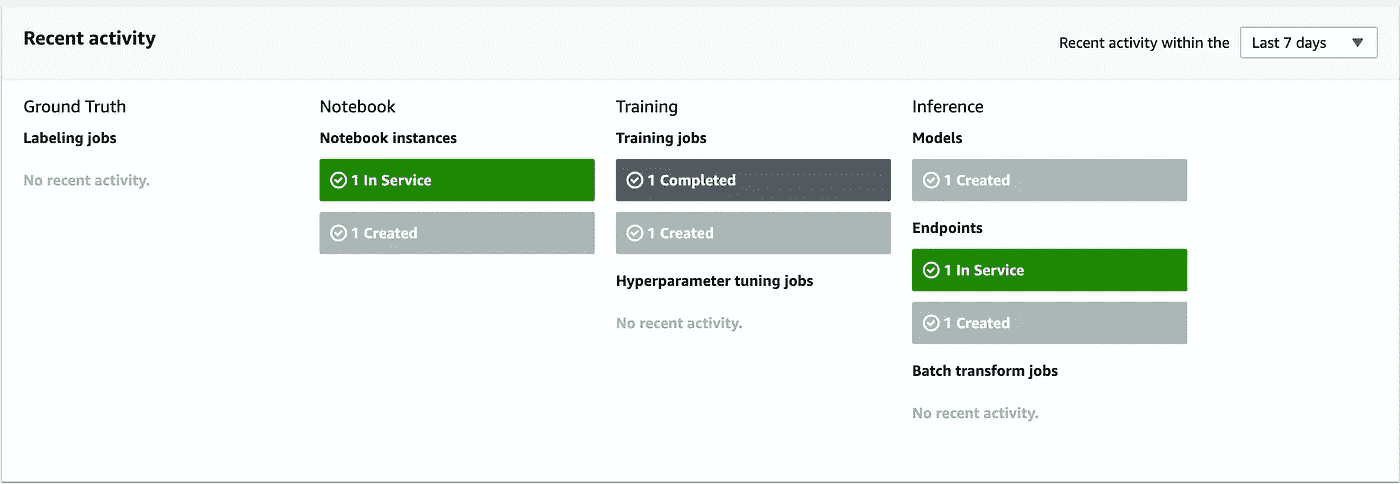 Recent activity
Recent activity within the Last 7 days
Ground Truth
Labeling jobs
No recent activity.
Notebook
Notebook instances
1 In Service
1 Created
Training
Training jobs
1 Completed
1 Created
Hyperparameter tuning jobs
No recent activity.
Inference
Models
1 Created
Endpoints
1 In Service
1 Created
Batch transform jobs
No recent activity.